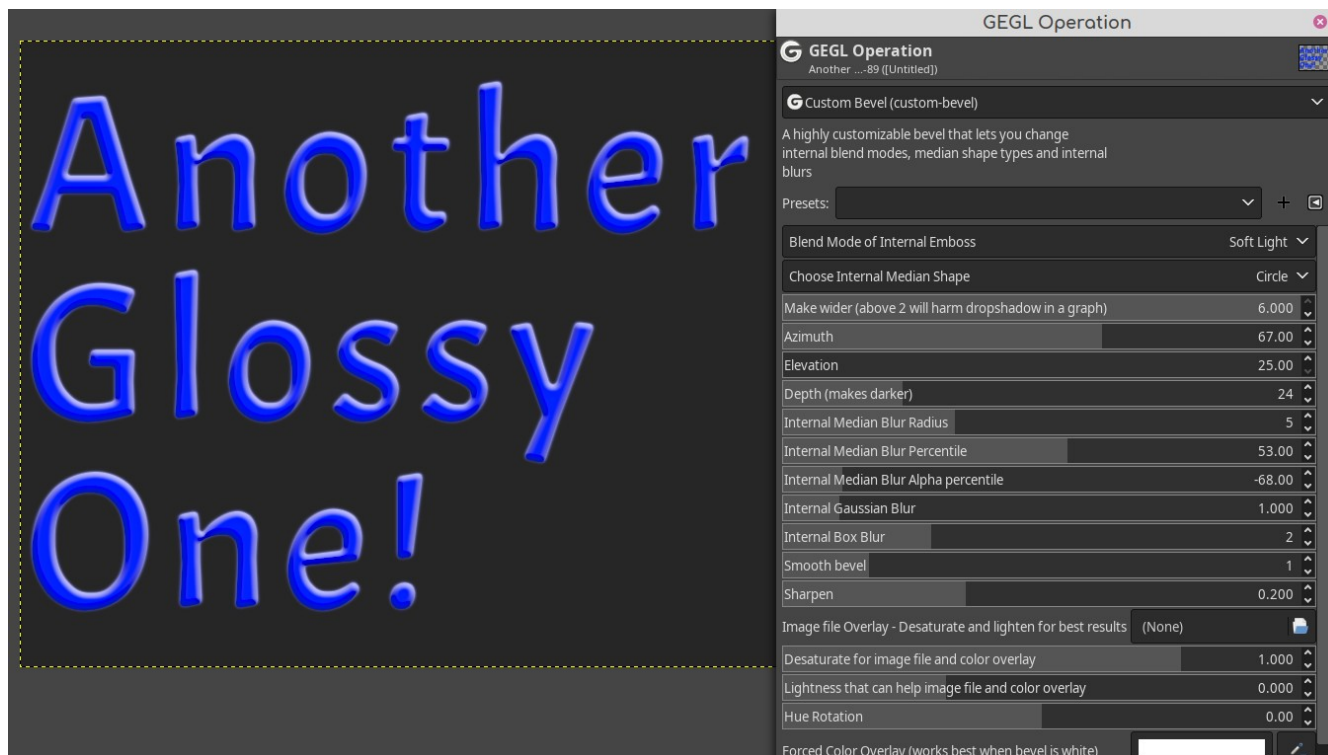 Another
Glossy
One!
GEGL Operation
GEGL Operation
Another ...-89 ([Untitled])
Custom Bevel (custom-bevel)
A highly customizable bevel that lets you change
internal blend modes, median shape types and internal
blurs
Presets:
Blend Mode of Internal Emboss Soft Light
Choose Internal Median Shape Circle
Make wider (above 2 will harm dropshadow in a graph) 6.000
Azimuth 67.00
Elevation 25.00
Depth (makes darker) 24
Internal Median Blur Radius 5
Internal Median Blur Percentile 53.00
Internal Median Blur Alpha percentile -68.00
Internal Gaussian Blur 1.000
Internal Box Blur 2
Smooth bevel 1
Sharpen 0.200
Image file Overlay - Desaturate and lighten for best results (None)
Desaturate for image file and color overlay 1.000
Lightness that can help image file and color overlay 0.000
Hue Rotation 0.00
Forced Color Overlay (works best when bevel is white)